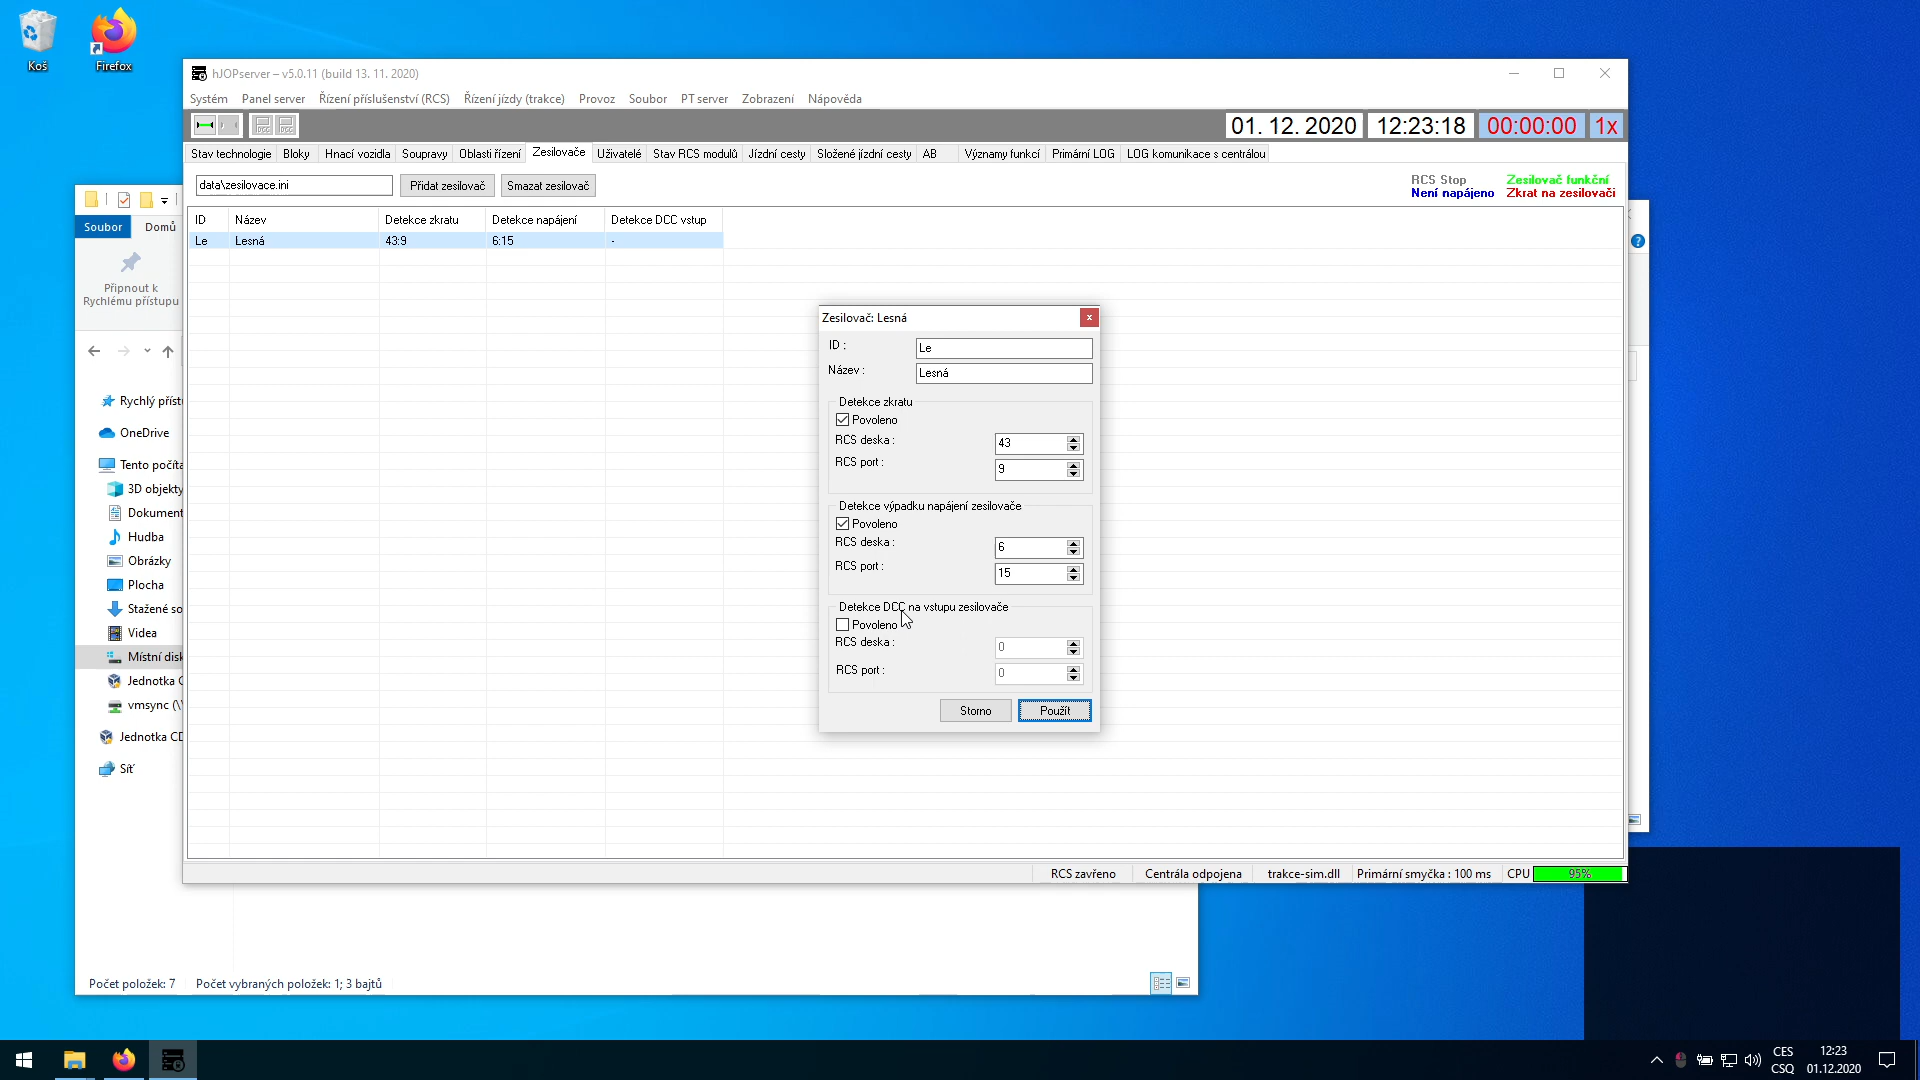 Koš
Firefox
hJOPserver – v5.0.11 (build 13. 11. 2020)
Systém Panel server Řízení příslušenství (RCS) Řízení jízdy (trakce) Provoz Soubor PT server Zobrazení Nápověda
01. 12. 2020 12:23:18 00:00:00 1x
Stav technologie Bloky Hnací vozidla Soupravy Oblasti řízení Zesilovače Uživatelé Stav RCS modulů Jízdní cesty Složené jízdní cesty AB Významy funkcí Primární LOG LOG komunikace s centrálou
data\zesilovace.ini Přidat zesilovač Smazat zesilovač
RCS Stop Zesilovač funkční
Není napájeno Zkrat na zesilovači
ID Název Detekce zkratu Detekce napájení Detekce DCC vstup
Le Lesná 43:9 6:15 -
Soubor Domů
Připnout k
Rychlému přístupu
Rychlý příst
OneDrive
Tento počíta
3D objekty
Dokument
Hudba
Obrázky
Plocha
Stažené so
Videa
Místní disk
Jednotka C
vmsync (\\
Jednotka CD
Síť
Zesilovač: Lesná
ID : Le
Název : Lesná
Detekce zkratu
Povoleno
RCS deska : 43
RCS port : 9
Detekce výpadku napájení zesilovače
Povoleno
RCS deska : 6
RCS port : 15
Detekce DCC na vstupu zesilovače
Povoleno
RCS deska : 0
RCS port : 0
Storno Použít
RCS zavřeno Centrála odpojena trakce-sim.dll Primární smyčka : 100 ms CPU 95%
Počet položek: 7 Počet vybraných položek: 1; 3 bajtů
CES
CSQ
12:23
01.12.2020